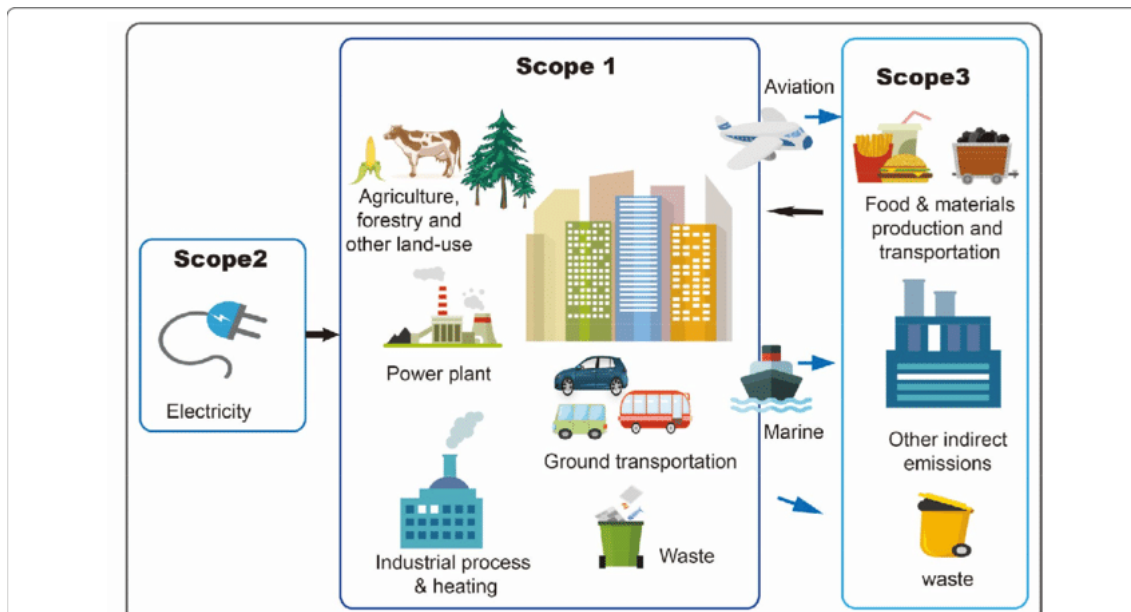 Scope 1
Aviation
Scope3
Agriculture,
forestry and
other land-use
Food & materials
production and
transportation
Scope2
Power plant
Electricity
Marine
Ground transportation
Other indirect
emissions
Industrial process
& heating
Waste
waste